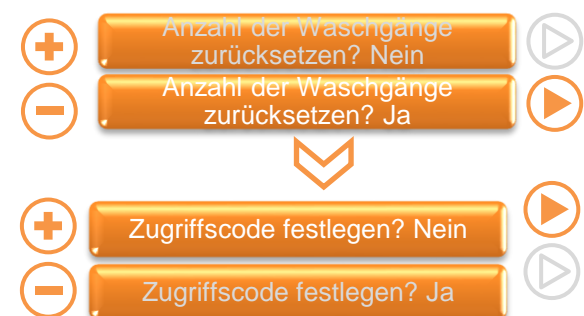 Anzahl der Waschgänge
zurücksetzen? Nein
Anzahl der Waschgänge
zurücksetzen? Ja
Zugriffscode festlegen? Nein
Zugriffscode festlegen? Ja